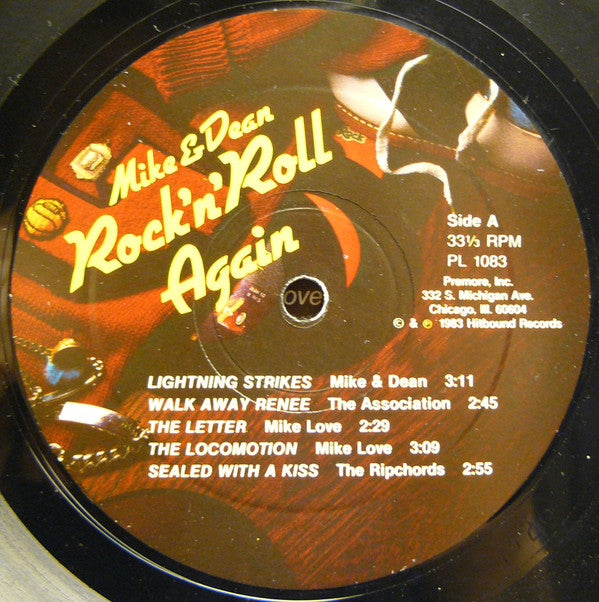 Mike & Dean
Rock'n'Roll
Again
Rock
Side A
33⅓ RPM
PL 1083
Premore, Inc.
332 S. Michigan Ave.
Chicago, Ill. 60604
© & ℗ 1983 Hitbound Records
ove
LIGHTNING STRIKES Mike & Dean 3:11
WALK AWAY RENEE The Association 2:45
THE LETTER Mike Love 2:29
THE LOCOMOTION Mike Love 3:09
SEALED WITH A KISS The Ripchords 2:55